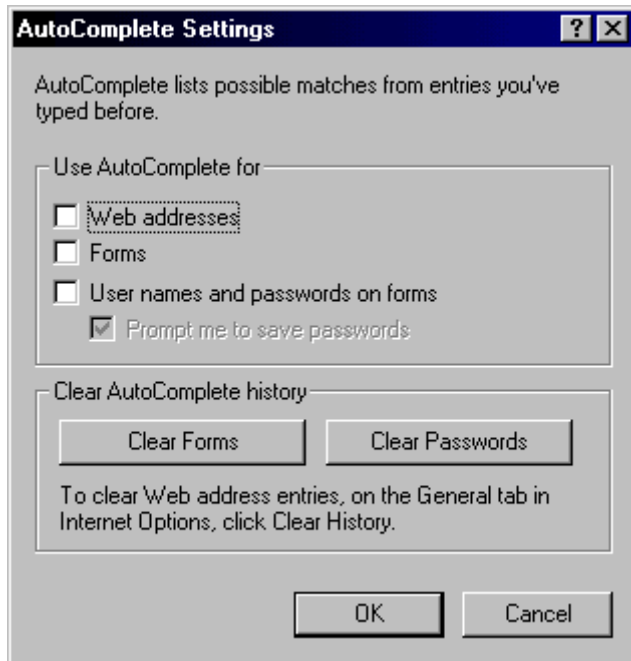 AutoComplete Settings
AutoComplete lists possible matches from entries you've
typed before.
Use AutoComplete for
Web addresses
Forms
User names and passwords on forms
Prompt me to save passwords
Clear AutoComplete history
Clear Forms
Clear Passwords
To clear Web address entries, on the General tab in
Internet Options, click Clear History.
OK
Cancel